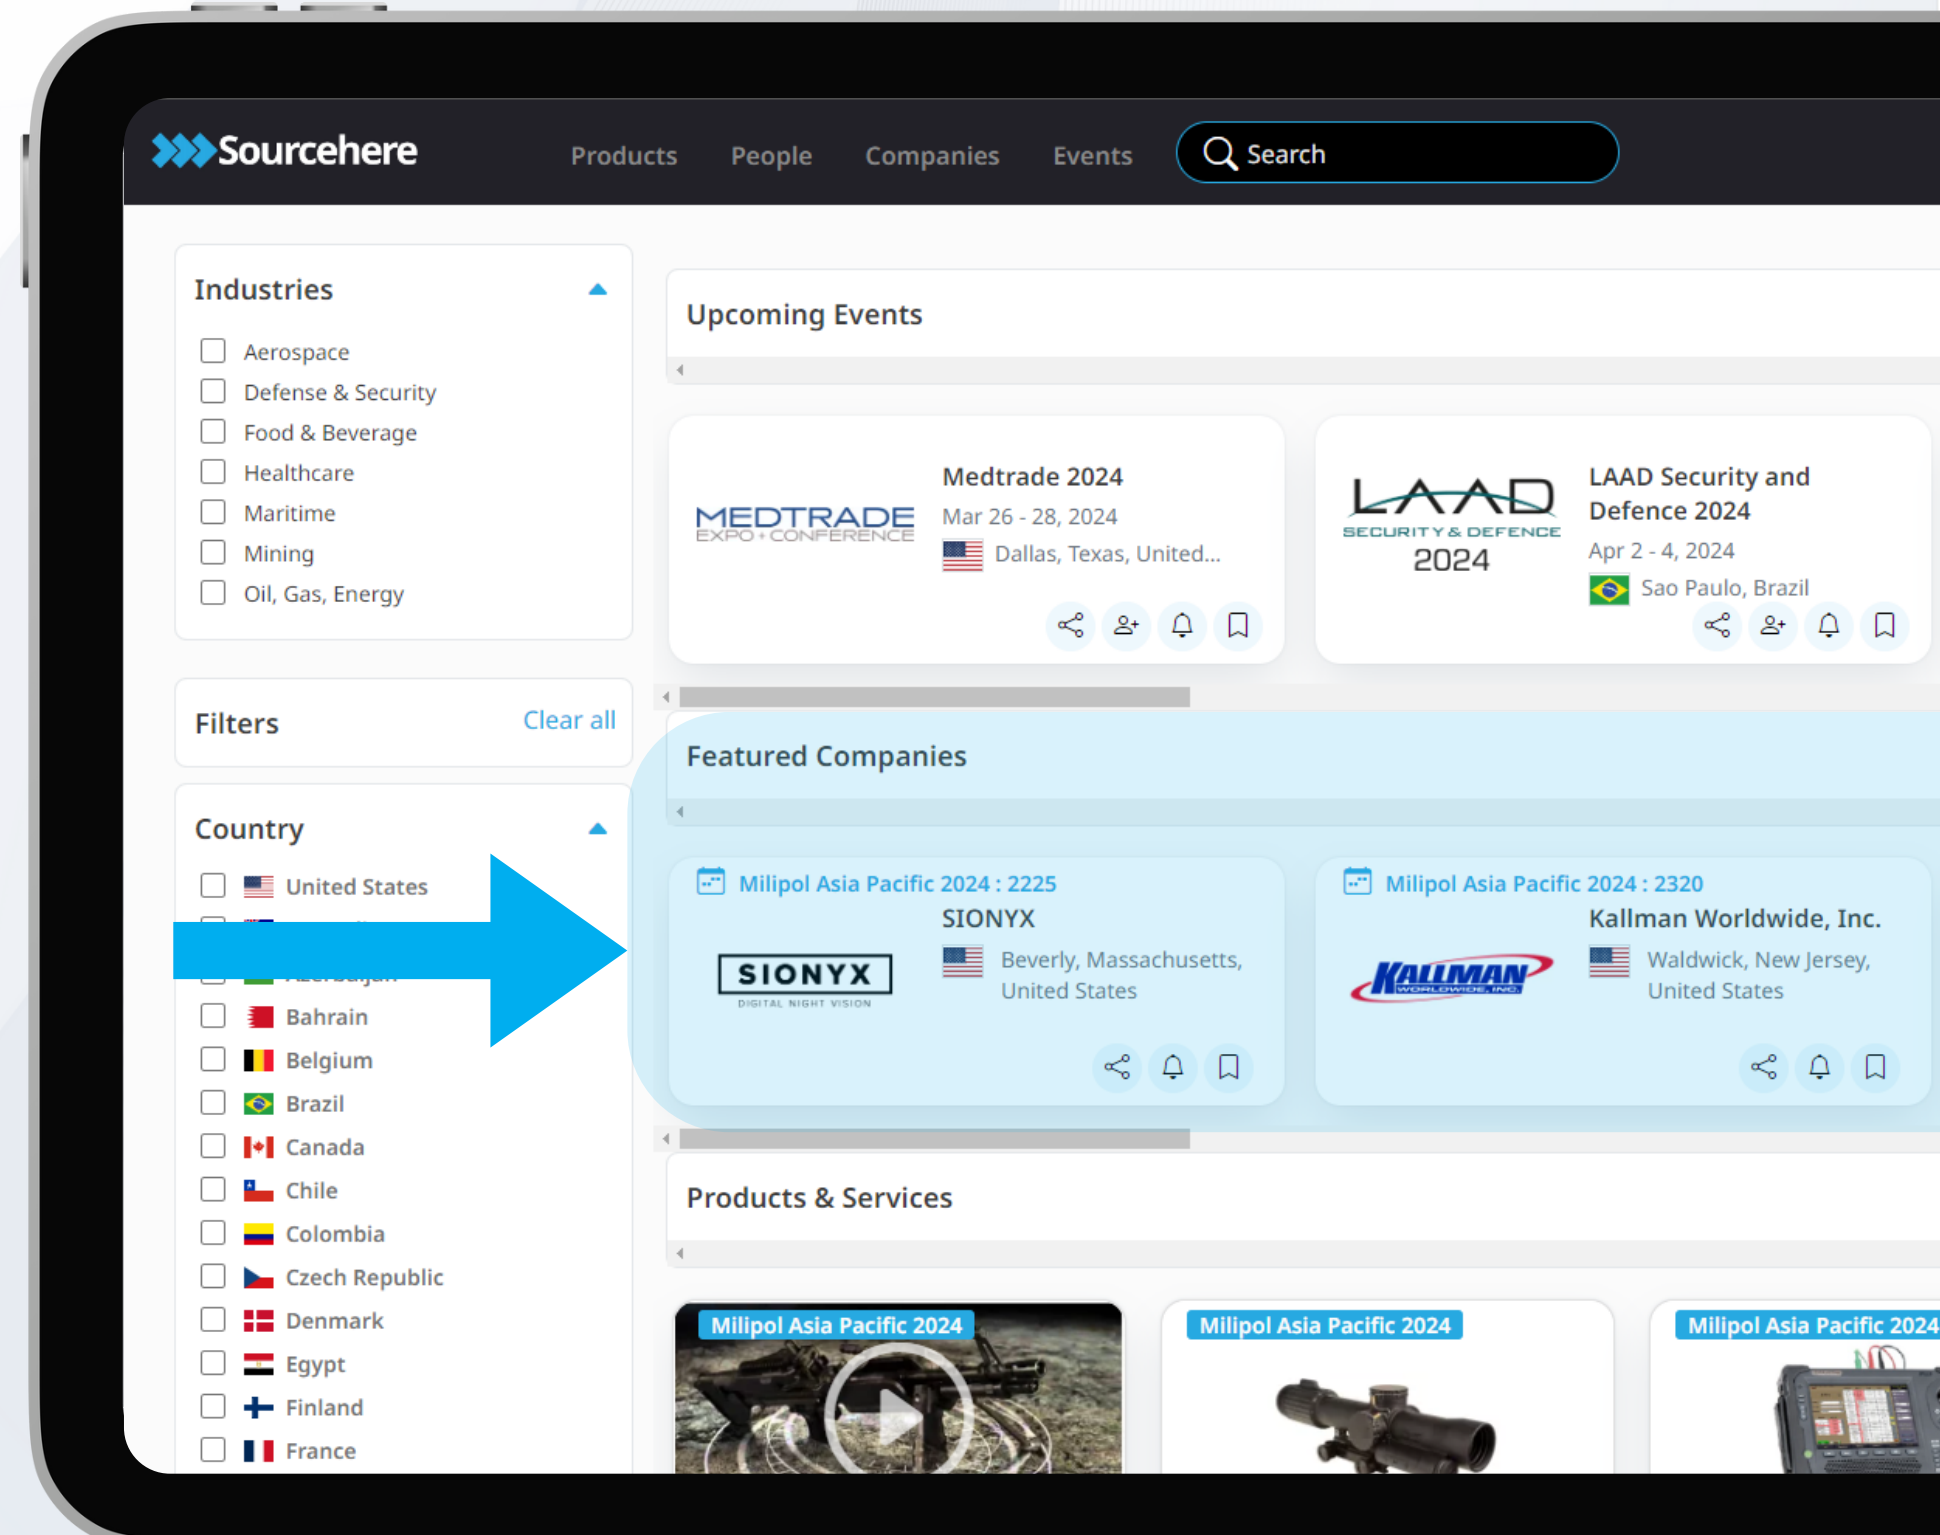 Sourcehere
Products
People
Companies
Events
Search
Industries
Aerospace
Defense & Security
Food & Beverage
Healthcare
Maritime
Mining
Oil, Gas, Energy
Filters
Clear all
Country
United States
Bahrain
Belgium
Brazil
Canada
Chile
Colombia
Czech Republic
Denmark
Egypt
Finland
France
Upcoming Events
MEDTRADE
EXPO + CONFERENCE
Medtrade 2024
Mar 26 - 28, 2024
Dallas, Texas, United...
LAAD
SECURITY & DEFENCE
2024
LAAD Security and
Defence 2024
Apr 2 - 4, 2024
Sao Paulo, Brazil
Featured Companies
Milipol Asia Pacific 2024 : 2225
SIONYX
DIGITAL NIGHT VISION
SIONYX
Beverly, Massachusetts,
United States
Milipol Asia Pacific 2024 : 2320
KALLMAN
WORLDWIDE, INC.
Kallman Worldwide, Inc.
Waldwick, New Jersey,
United States
Products & Services
Milipol Asia Pacific 2024
Milipol Asia Pacific 2024
Milipol Asia Pacific 2024